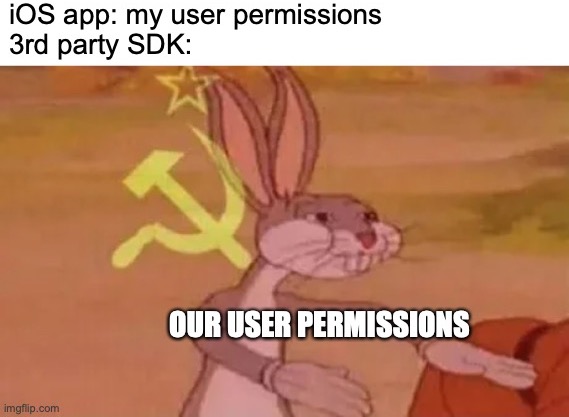 iOS app: my user permissions
3rd party SDK:
OUR USER PERMISSIONS
imgflip.com